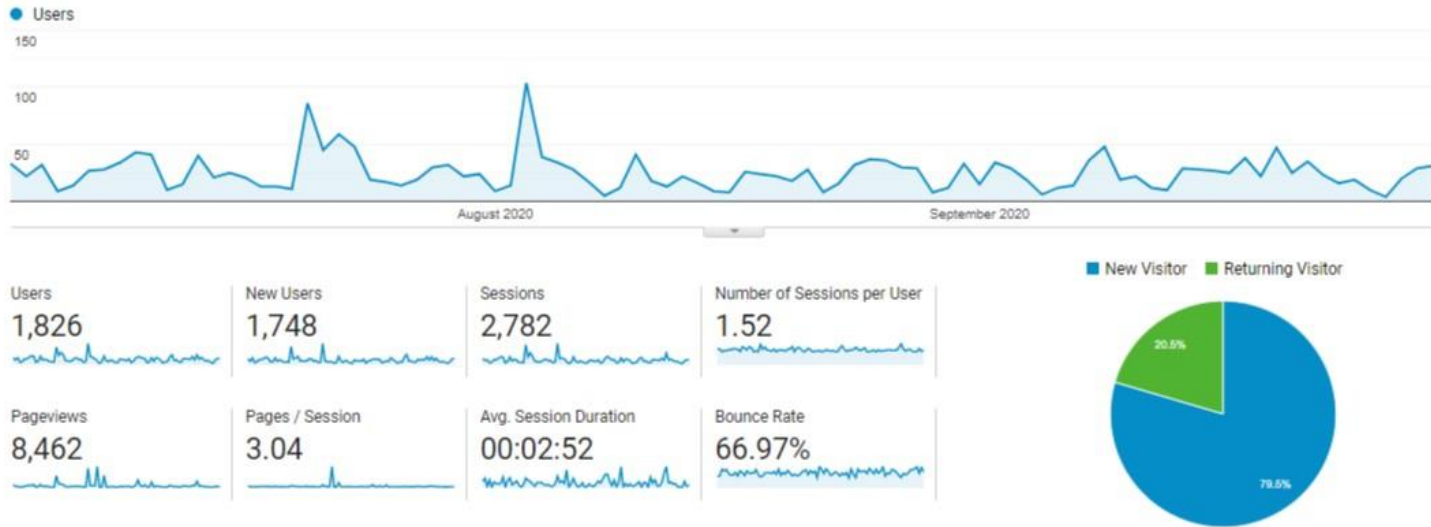 Users
150
100
50
August 2020
September 2020
New Visitor
Returning Visitor
Users
1,826
New Users
1,748
Sessions
2,782
Number of Sessions per User
1.52
Pageviews
8,462
Pages / Session
3.04
Avg. Session Duration
00:02:52
Bounce Rate
66.97%
20.5%
79.5%